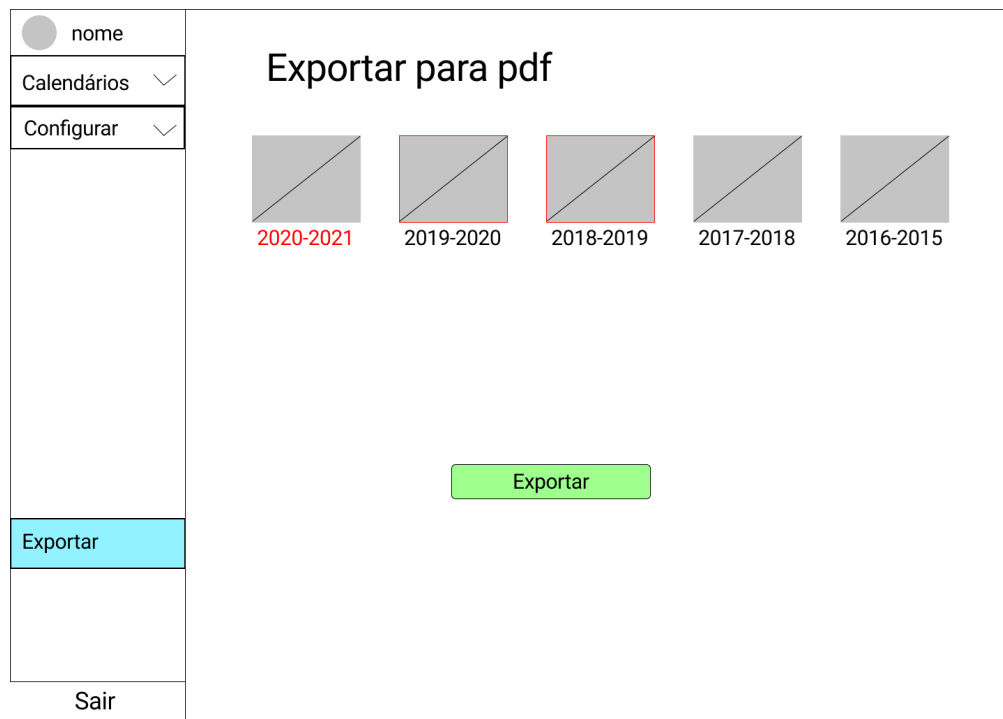 nome
Calendários
Configurar
Exportar para pdf
2020-2021
2019-2020
2018-2019
2017-2018
2016-2015
Exportar
Exportar
Sair